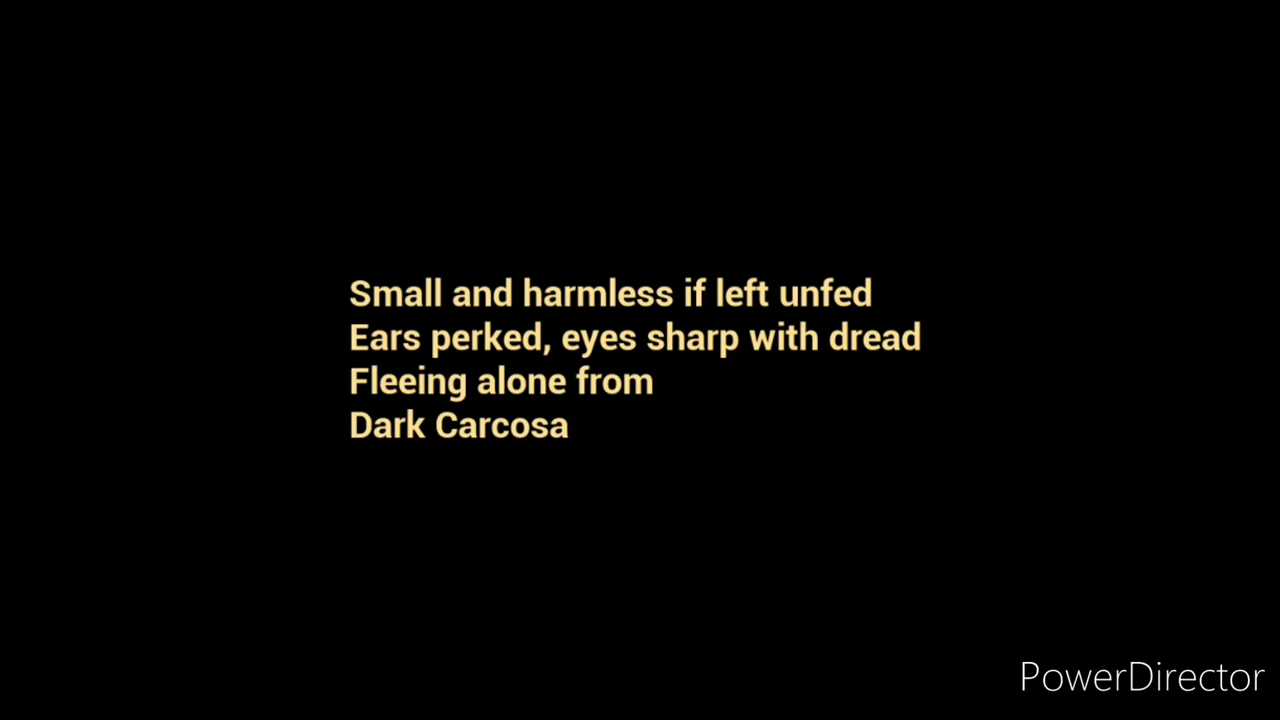 Small and harmless if left unfed
Ears perked, eyes sharp with dread
Fleeing alone from
Dark Carcosa
PowerDirector